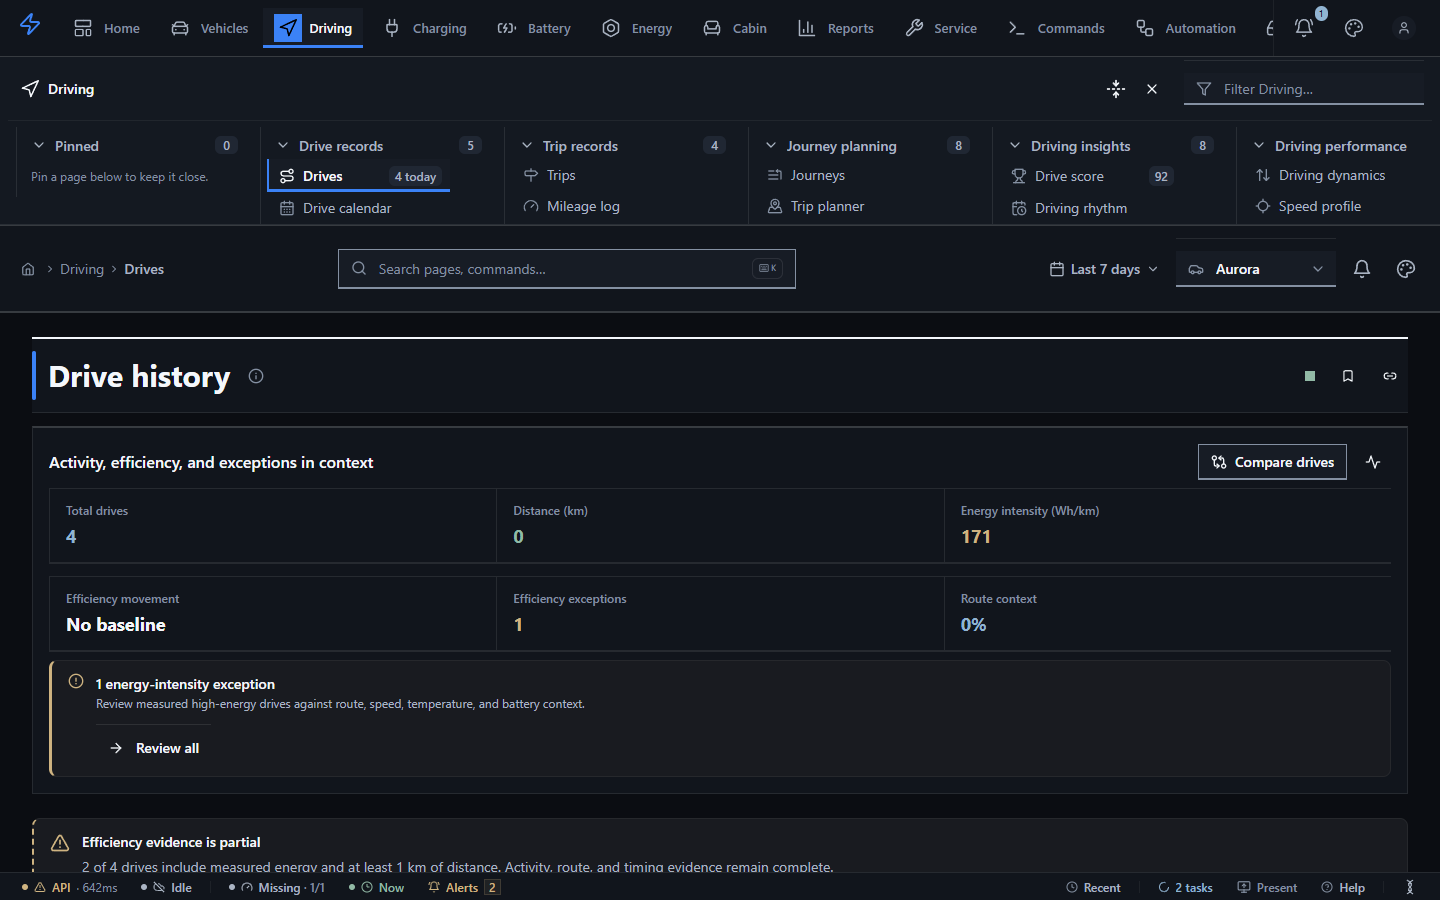 Home
Vehicles
Driving
Charging
Battery
Energy
Cabin
Reports
Service
Commands
Automation
1
Driving
Filter Driving...
Pinned 0
Pin a page below to keep it close.
Drive records 5
Drives 4 today
Drive calendar
Trip records 4
Trips
Mileage log
Journey planning 8
Journeys
Trip planner
Driving insights 8
Drive score 92
Driving rhythm
Driving performance
Driving dynamics
Speed profile
Driving
Drives
Search pages, commands...
K
Last 7 days
Aurora
Drive history
Activity, efficiency, and exceptions in context
Compare drives
Total drives
4
Distance (km)
0
Energy intensity (Wh/km)
171
Efficiency movement
No baseline
Efficiency exceptions
1
Route context
0%
1 energy-intensity exception
Review measured high-energy drives against route, speed, temperature, and battery context.
Review all
Efficiency evidence is partial
2 of 4 drives include measured energy and at least 1 km of distance. Activity, route, and timing evidence remain complete.
API · 642ms
Idle
Missing · 1/1
Now
Alerts 2
Recent
2 tasks
Present
Help